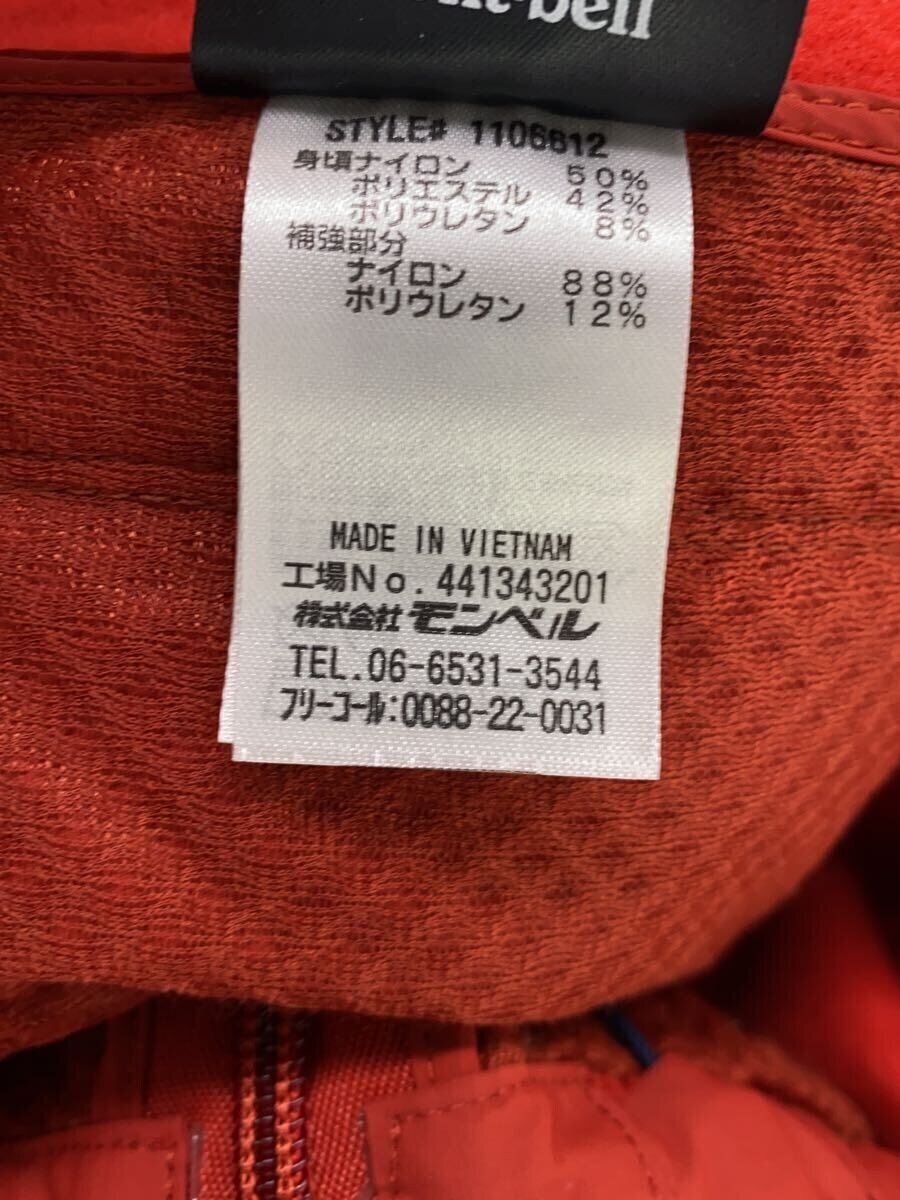 nt·bell
STYLE# 1106612
身頃ナイロン 50%
ポリエステル 42%
ポリウレタン 8%
補強部分
ナイロン 88%
ポリウレタン 12%
MADE IN VIETNAM
工場No.441343201
株式会社モンベル
TEL.06-6531-3544
フリーコール:0088-22-0031